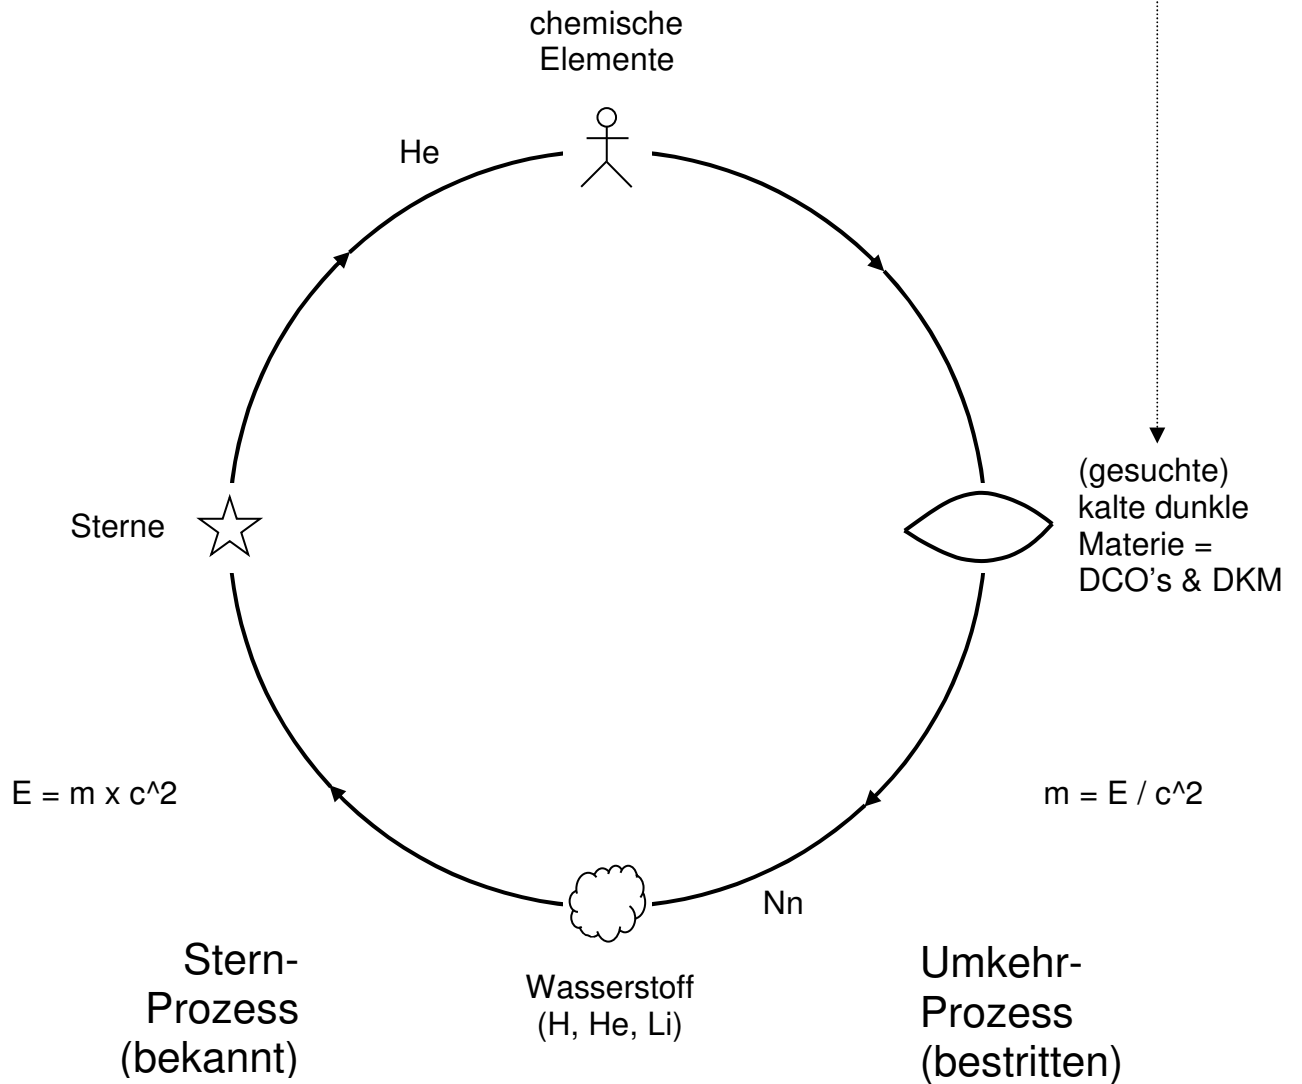 chemische
Elemente
He
(gesuchte)
kalte dunkle
Materie =
DCO's & DKM
Sterne
E = m x c^2
m = E / c^2
Nn
Stern-
Prozess
(bekannt)
Wasserstoff
(H, He, Li)
Umkehr-
Prozess
(bestritten)